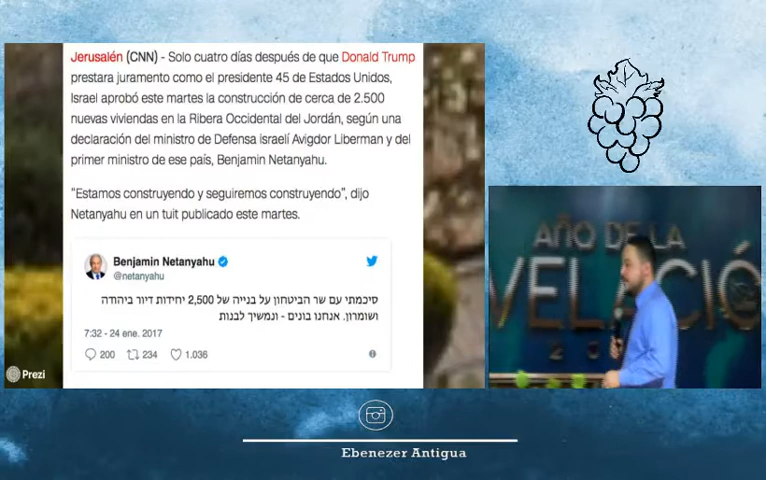 Jerusalén (CNN) - Solo cuatro días después de que Donald Trump
prestara juramento como el presidente 45 de Estados Unidos,
Israel aprobó este martes la construcción de cerca de 2.500
nuevas viviendas en la Ribera Occidental del Jordán, según una
declaración del ministro de Defensa Israelí Avigdor Liberman y del
primer ministro de ese país, Benjamin Netanyahu.
“Estamos construyendo y seguiremos construyendo”, dijo
Netanyahu en un tuit publicado este martes.
Benjamin Netanyahu
@netanyahu
סיכמתי עם שר הביטחון על בנייה של 2,500 יחידות דיור ביהודה
ושומרון. אנחנו בונים - ונמשיך לבנות
7:32 - 24 ene. 2017
200 234 1.036
Prezi
AÑO DE LA
VELACIÓ
Ebenezer Antigua